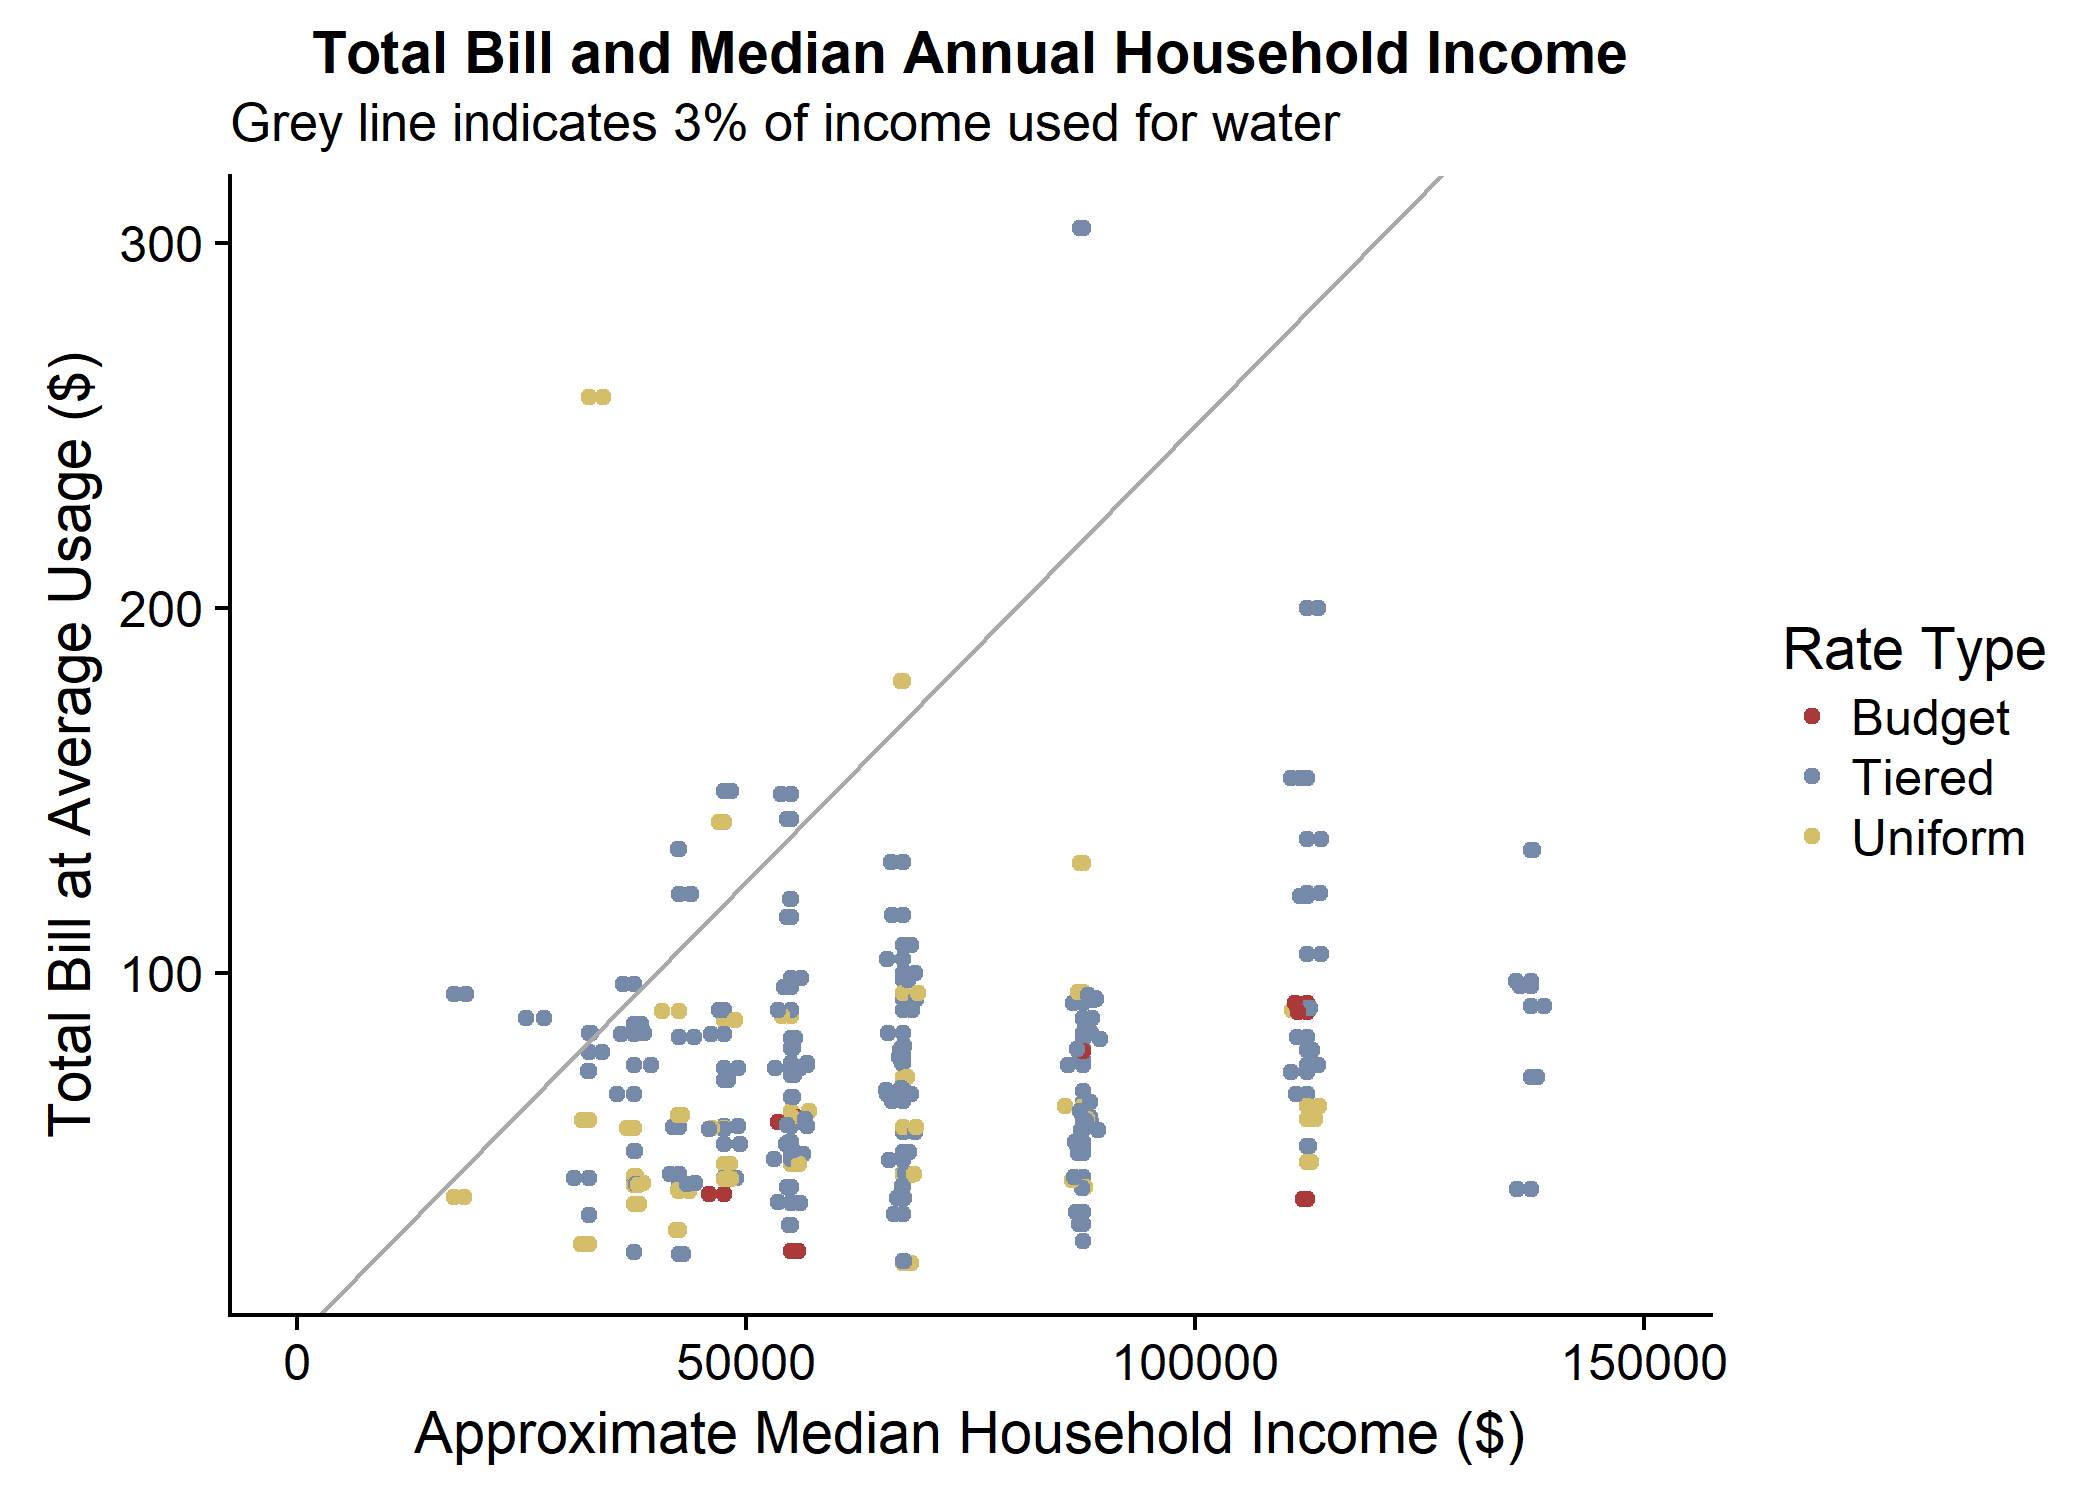 Total Bill and Median Annual Household Income
Grey line indicates 3% of income used for water
300
200
100
Total Bill at Average Usage ($)
0
50000
100000
150000
Approximate Median Household Income ($)
Rate Type
Budget
Tiered
Uniform